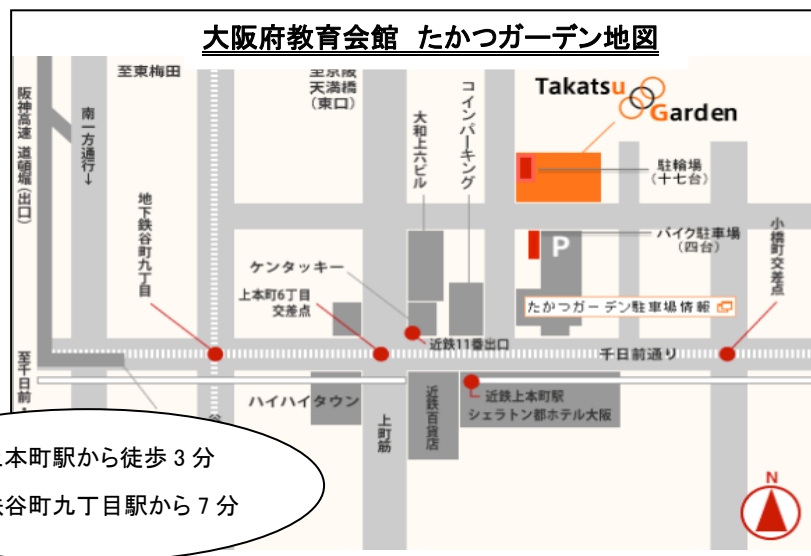 大阪府教育会館 たかつガーデン地図
至東梅田
至京阪
天満橋
(東口)
コインパーキング
大和上六ビル
Takatsu
Garden
阪神高速 道頓堀(出口)
南一方通行→
駐輪場
(十七台)
地下鉄谷町九丁目
バイク駐車場
(四台)
P
小橋町交差点
ケンタッキー
上本町6丁目
交差点
たかつガーデン駐車場情報
近鉄11番出口
千日前通り
至千日前・
ハイハイタウン
上町筋
近鉄百貨店
近鉄上本町駅
シェラトン都ホテル大阪
本町駅から徒歩3分
鉄谷町九丁目駅から7分
N